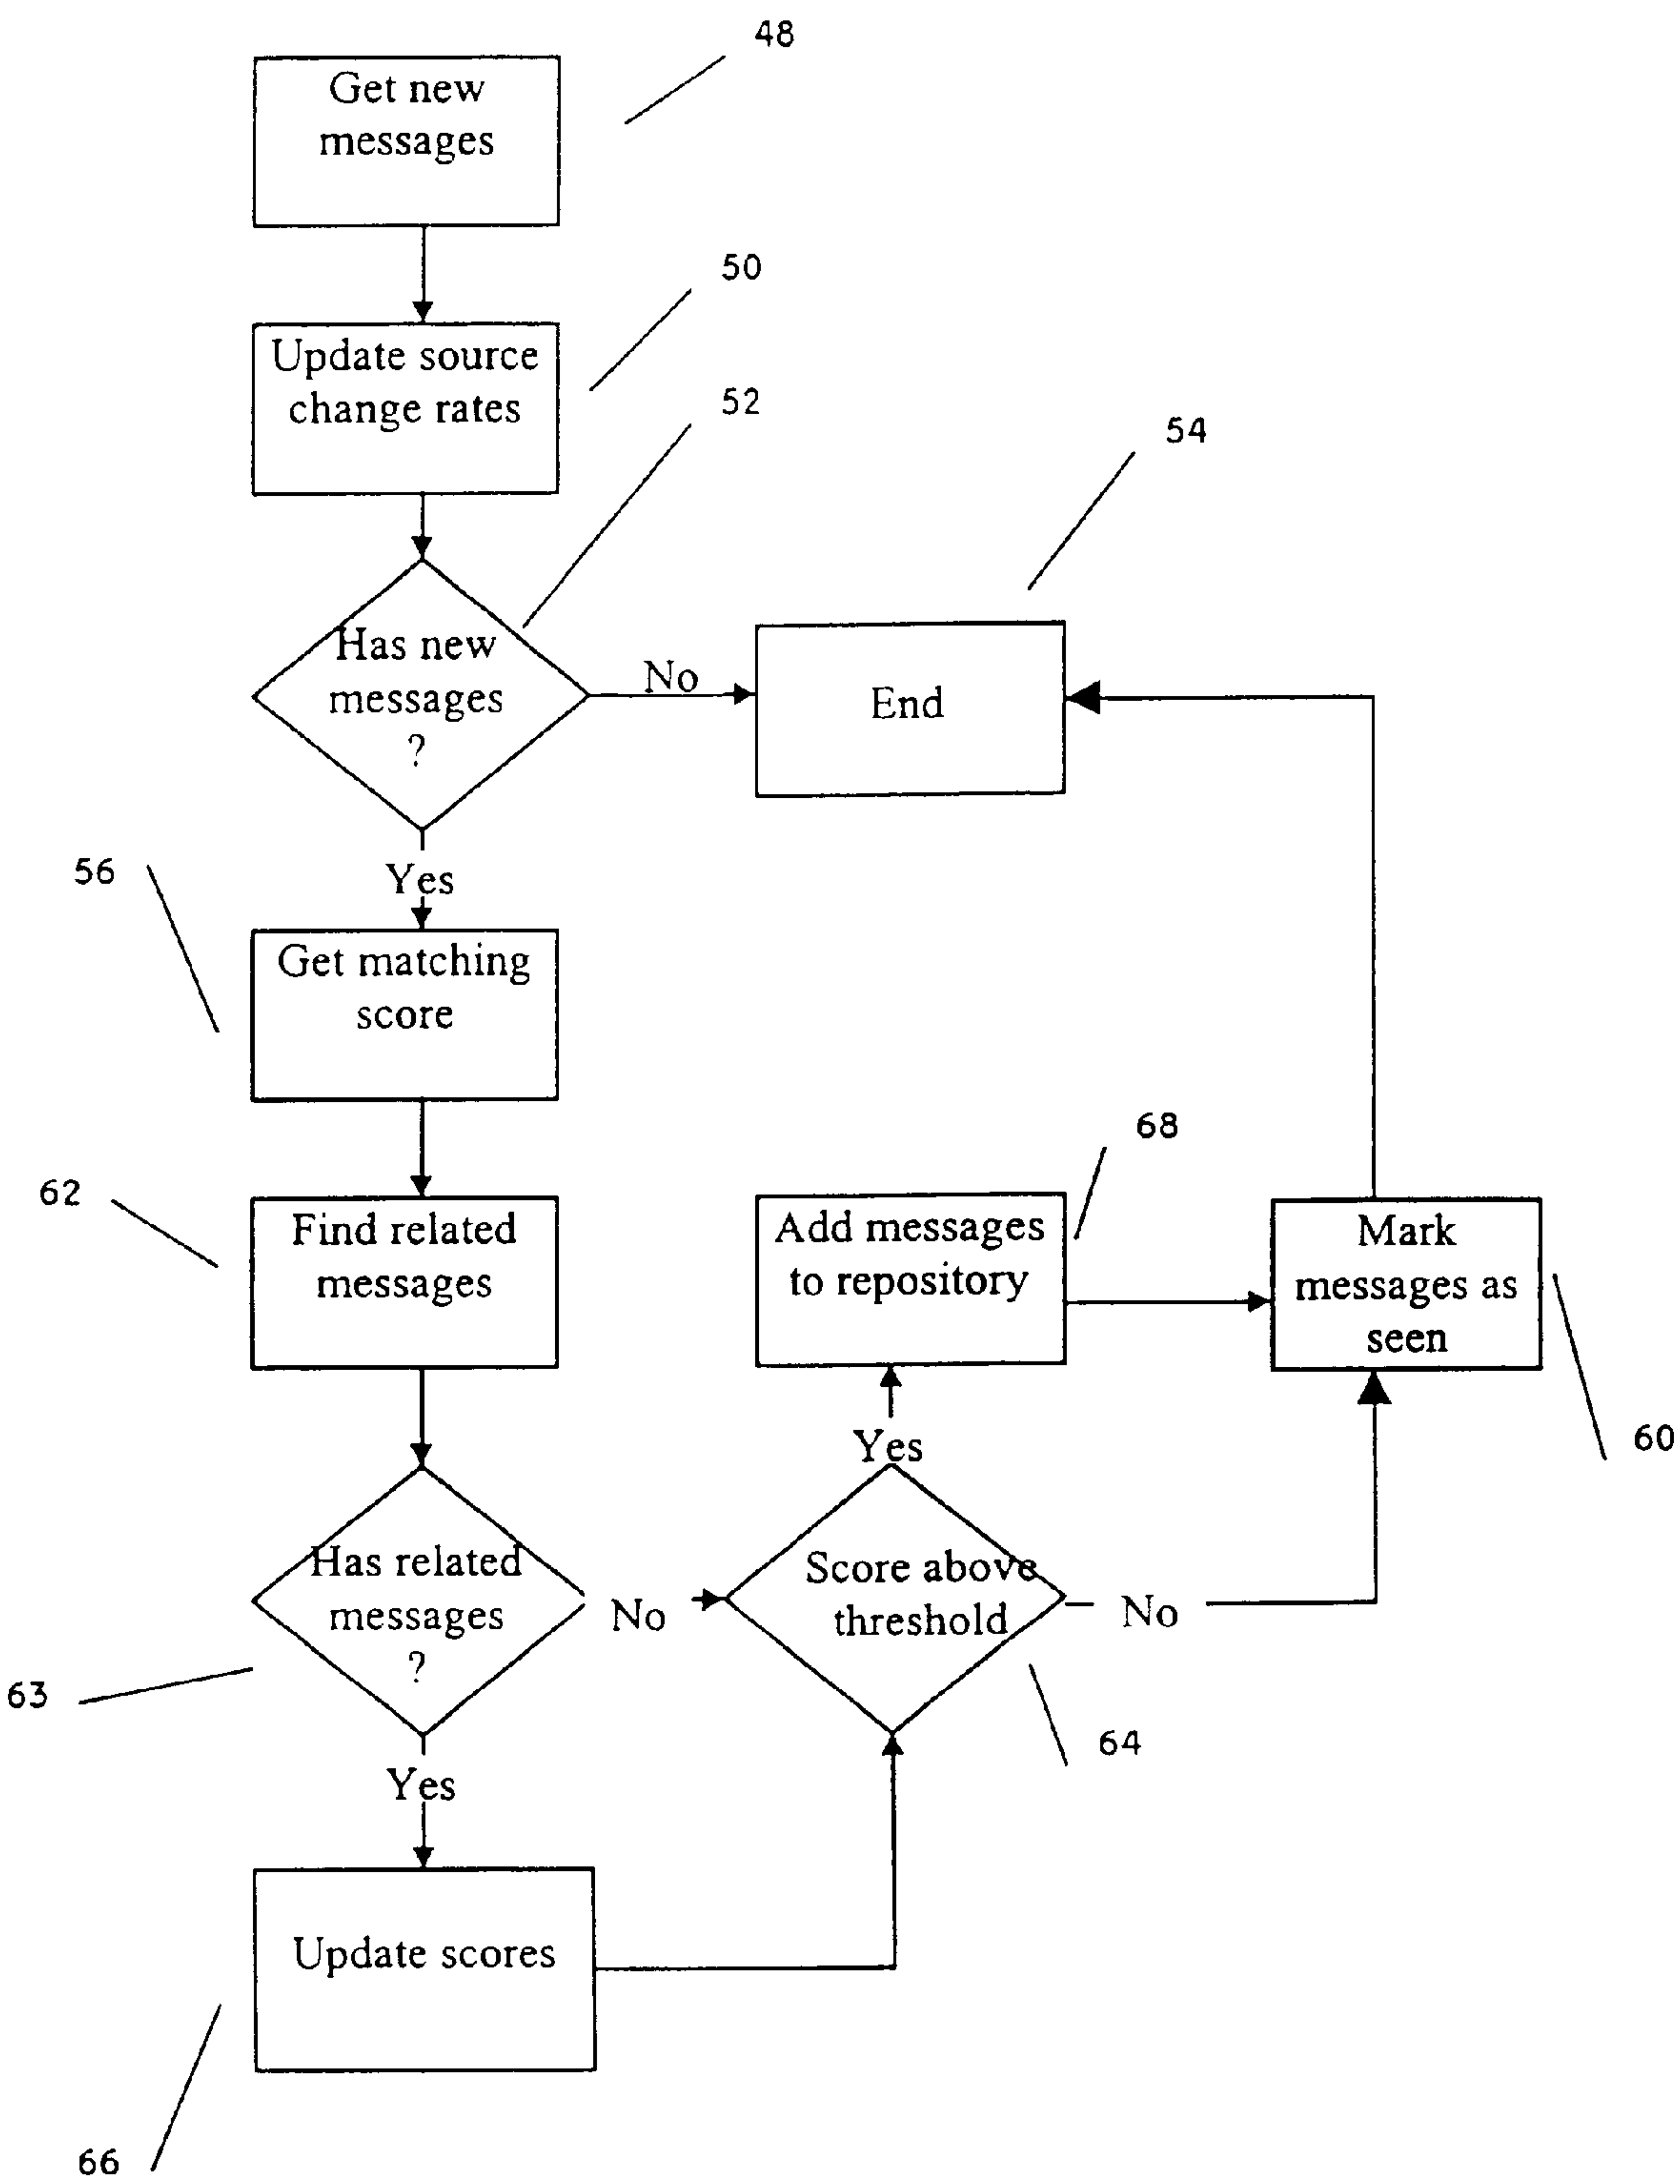 48
Get new
messages
50
Update source
change rates
52
54
Has new
messages
?
No
End
Yes
56
Get matching
score
62
Find related
messages
68
Add messages
to repository
Mark
messages as
seen
60
Yes
Has related
messages
?
No
Score above
threshold
No
63
64
Yes
Update scores
66